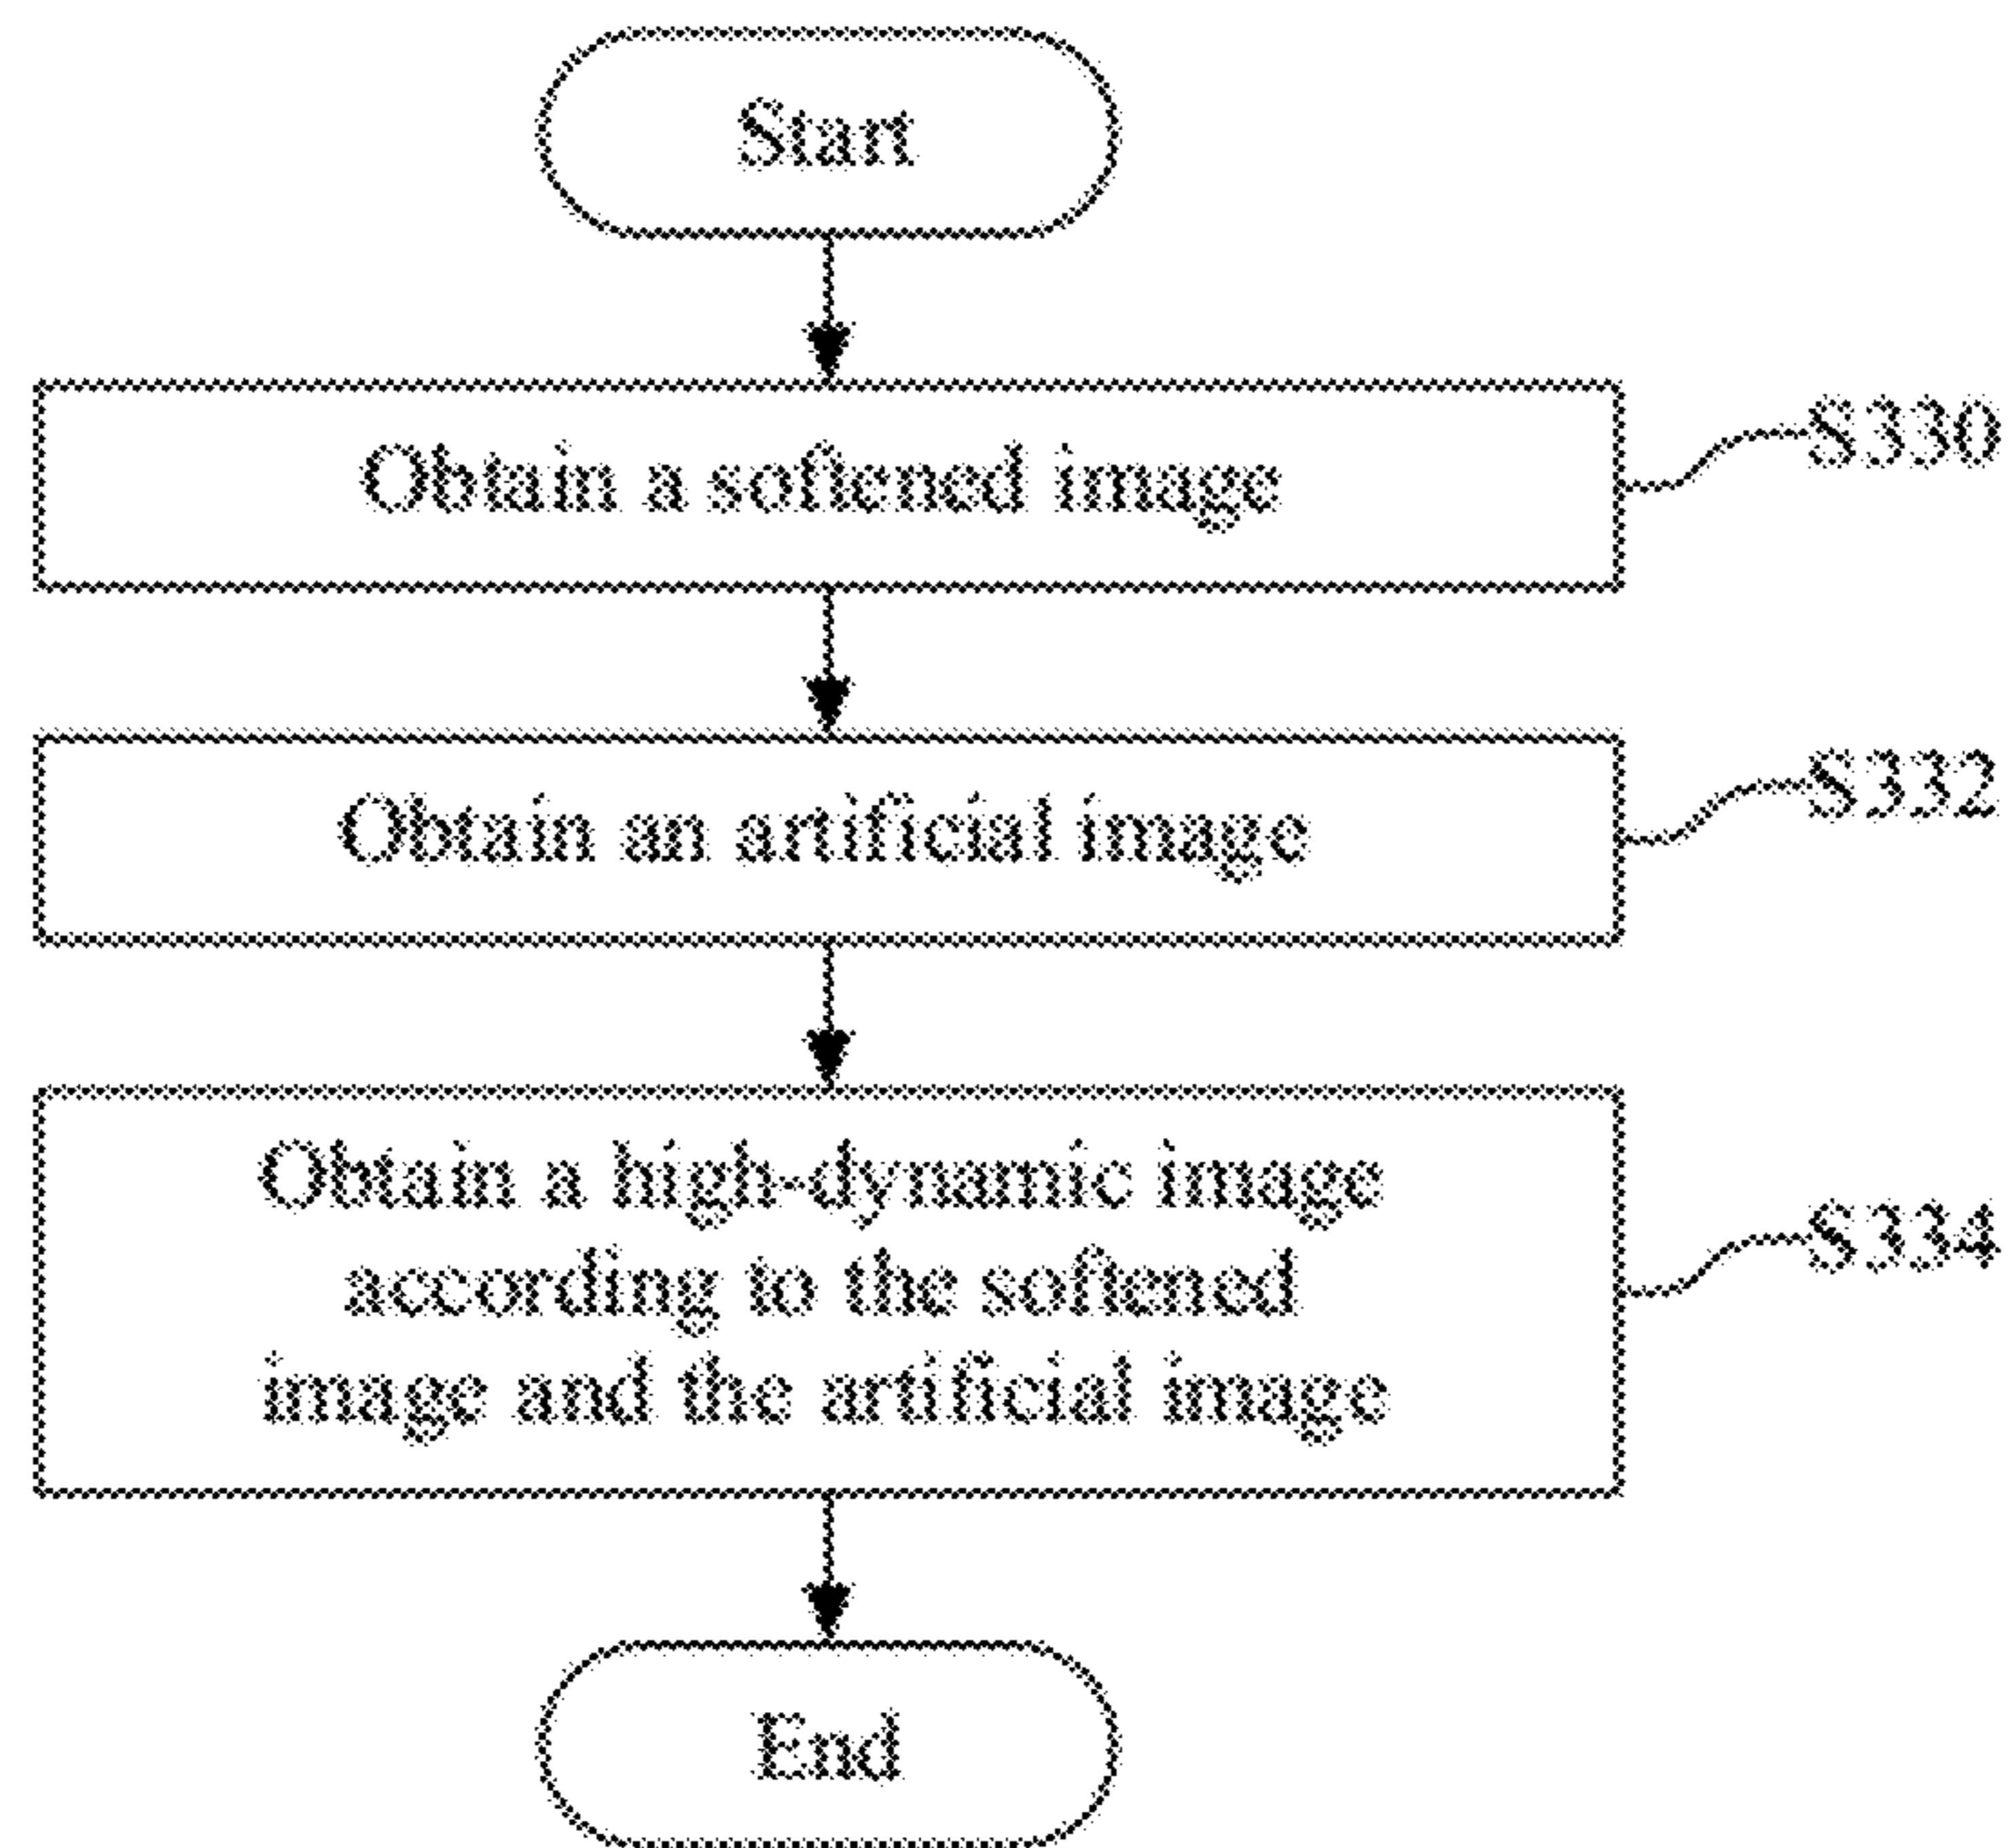 Start
Obtain a softened image
S330
Obtain an artificial image
S332
Obtain a high-dynamic image
according to the softened
image and the artificial image
S334
End